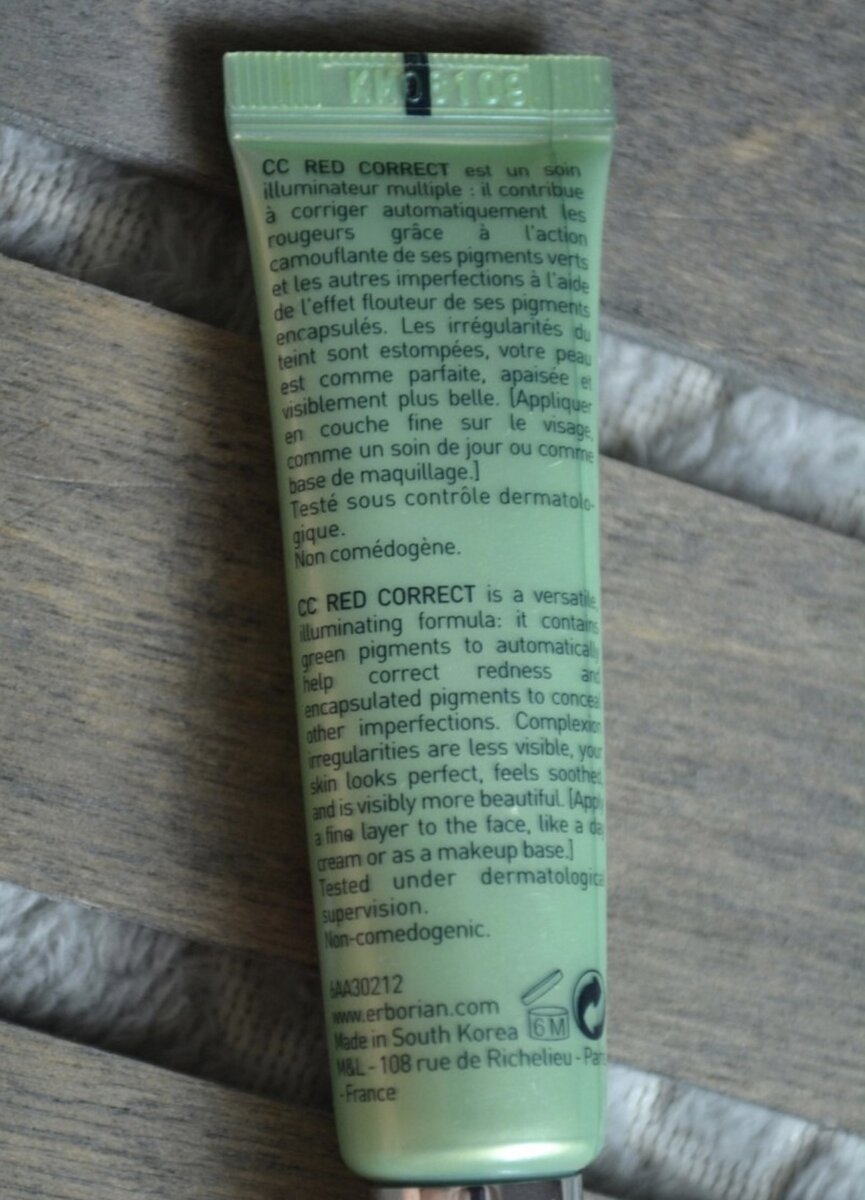 CC RED CORRECT est un soin
illuminateur multiple : il contribue
à corriger automatiquement les
rougeurs grâce à l'action
camouflante de ses pigments verts
et les autres imperfections à l'aide
de l'effet flouteur de ses pigments
encapsulés. Les irrégularités du
teint sont estompées, votre peau
est comme parfaite, apaisée et
visiblement plus belle. [Appliquer
en couche fine sur le visage,
comme un soin de jour ou comme
base de maquillage.]
Testé sous contrôle dermatolo-
gique.
Non comédogène.
CC RED CORRECT is a versatile,
illuminating formula: it contains
green pigments to automatically
help correct redness and
encapsulated pigments to conceal
other imperfections. Complexion
irregularities are less visible, your
skin looks perfect, feels soothed,
and is visibly more beautiful. [Apply
a fine layer to the face, like a day
cream or as a makeup base.]
Tested under dermatological
supervision.
Non-comedogenic.
6AA30212
www.erborian.com
Made in South Korea 6 M
M&L - 108 rue de Richelieu - Paris
- France